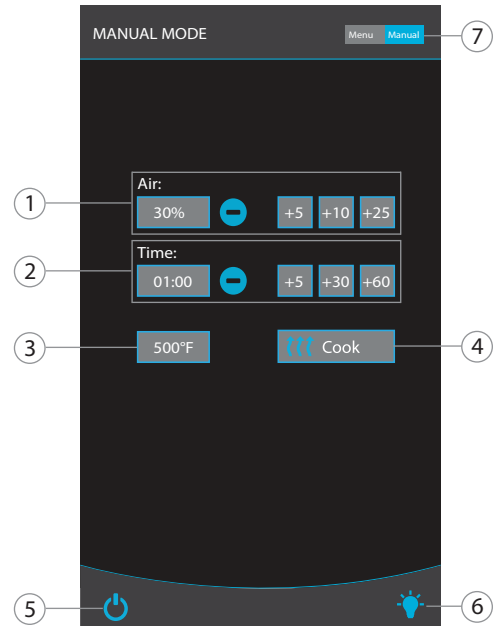 MANUAL MODE
Menu Manual
7
Air:
1
30% +5 +10 +25
Time:
2
01:00 +5 +30 +60
3
500°F
Cook
4
5
6